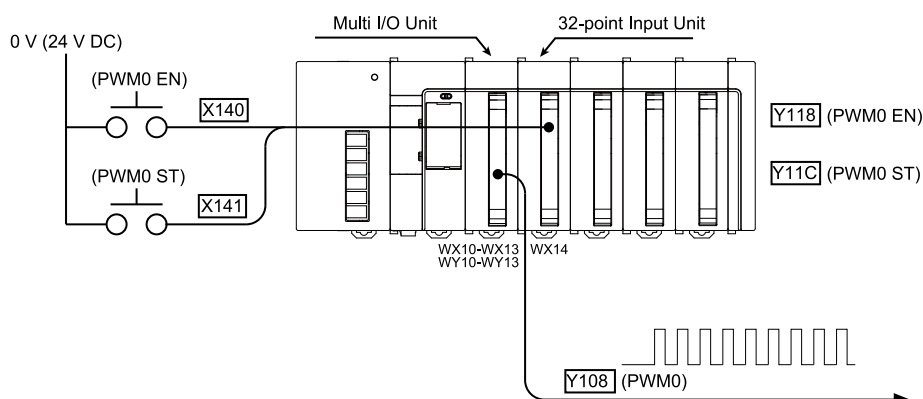 Multi I/O Unit
32-point Input Unit
0 V (24 V DC)
(PWM0 EN)
X140
Y118 (PWM0 EN)
(PWM0 ST)
Y11C (PWM0 ST)
X141
WX10-WX13 WX14
WY10-WY13
Y108 (PWM0)